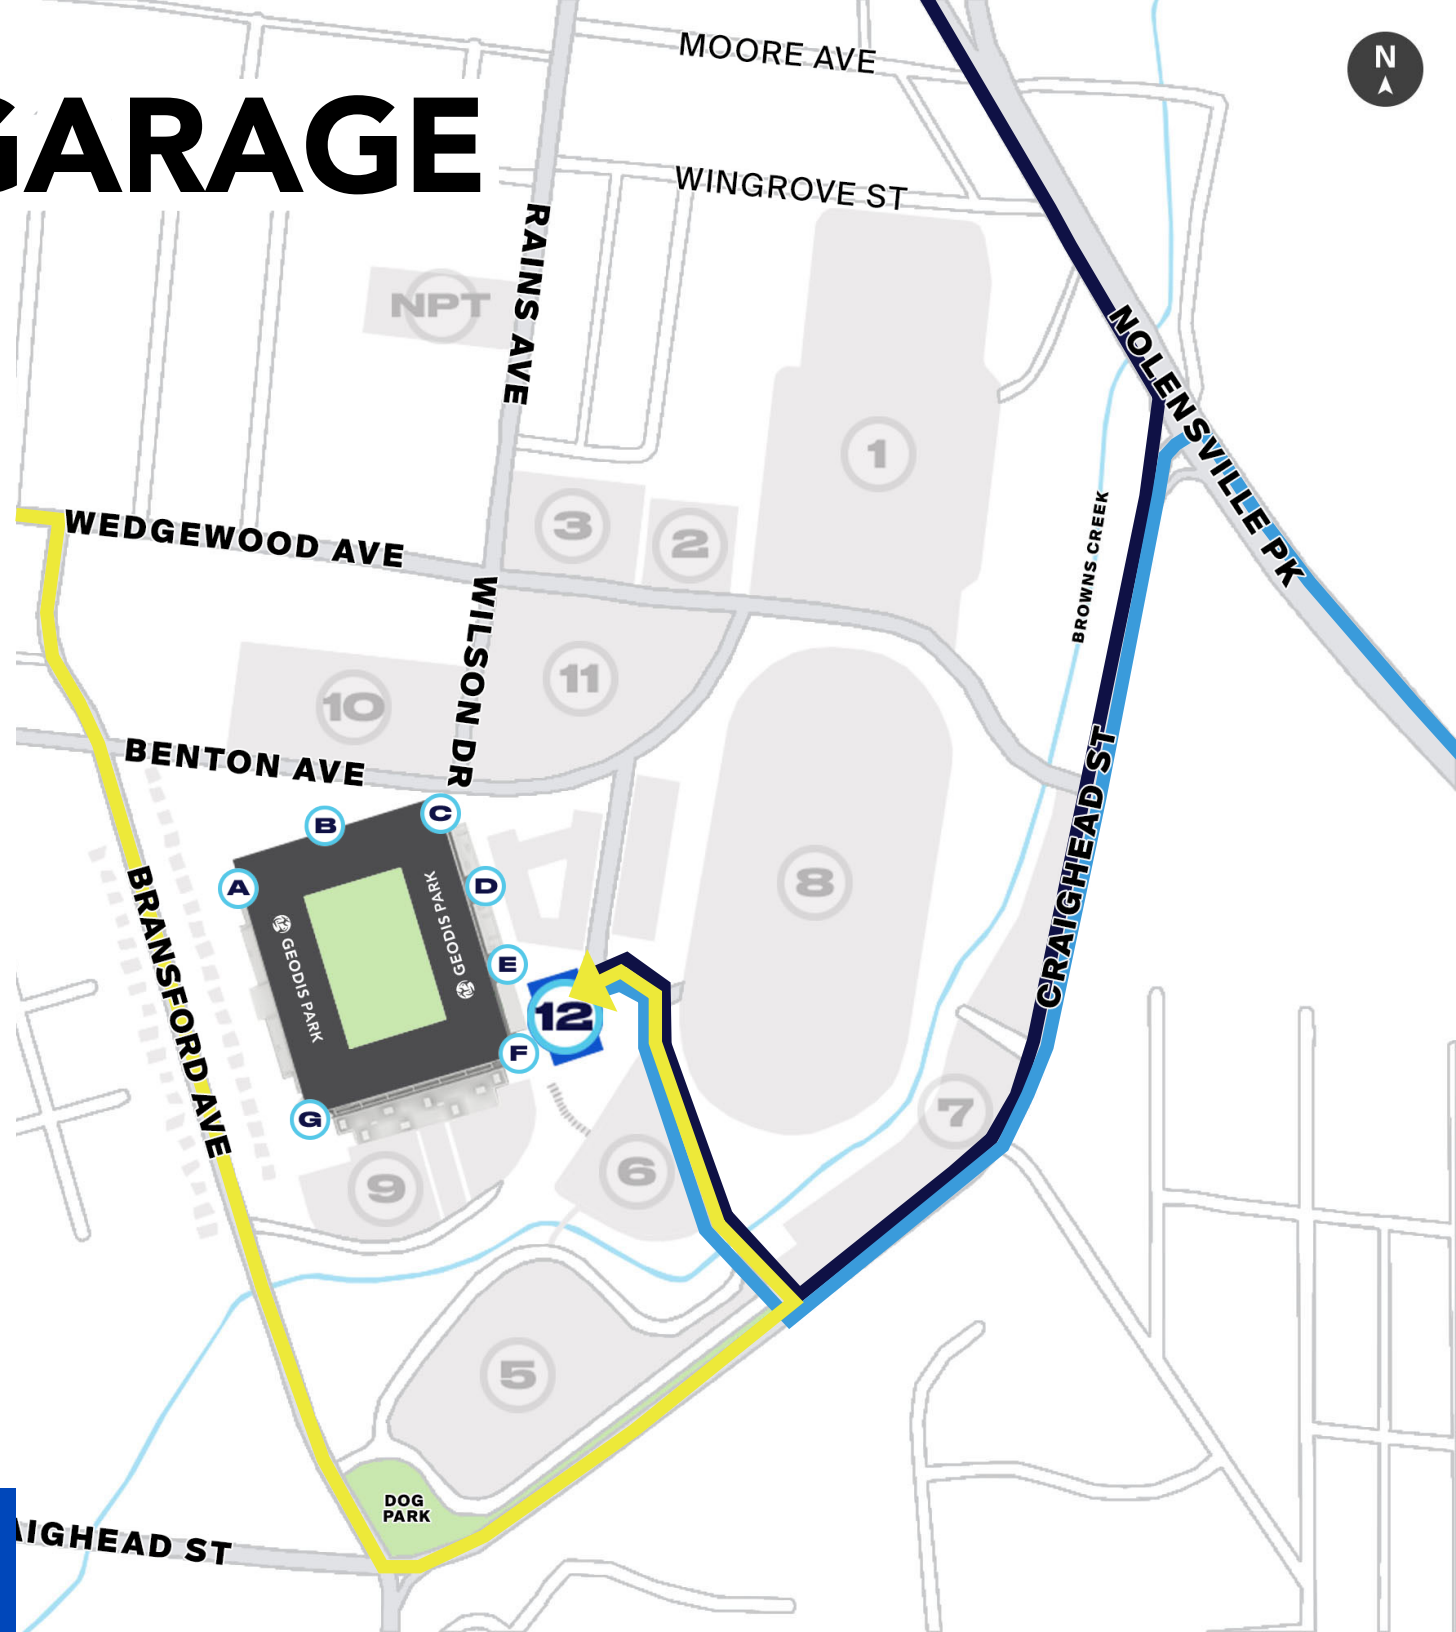 MOORE AVE
N
GARAGE
WINGROVE ST
RAINS AVE
NPT
NOLENSVILLE PK
1
3
2
WEDGEWOOD AVE
BROWNS CREEK
WILSON DR
11
10
BENTON AVE
CRAIGHEAD ST
B
C
A
D
8
BRANSFORD AVE
GEODIS PARK
GEODIS PARK
E
12
F
G
7
6
9
5
DOG
PARK
AIGHEAD ST